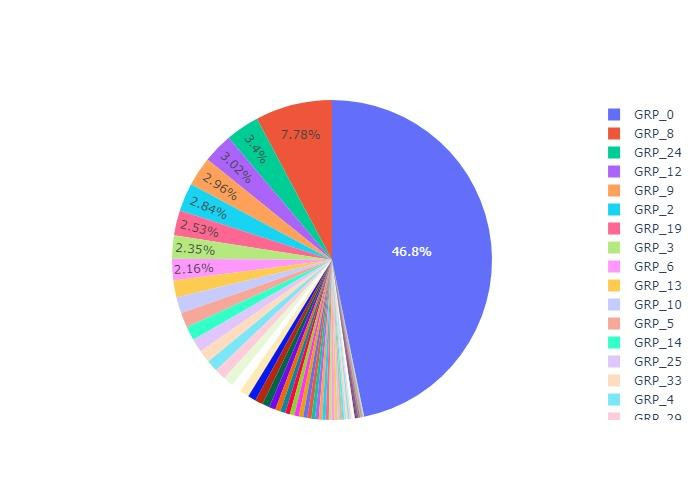 7.78%
3.4%
3.02%
2.96%
2.84%
2.53%
2.35%
2.16%
46.8%
GRP_0
GRP_8
GRP_24
GRP_12
GRP_9
GRP_2
GRP_19
GRP_3
GRP_6
GRP_13
GRP_10
GRP_5
GRP_14
GRP_25
GRP_33
GRP_4
GRP_29